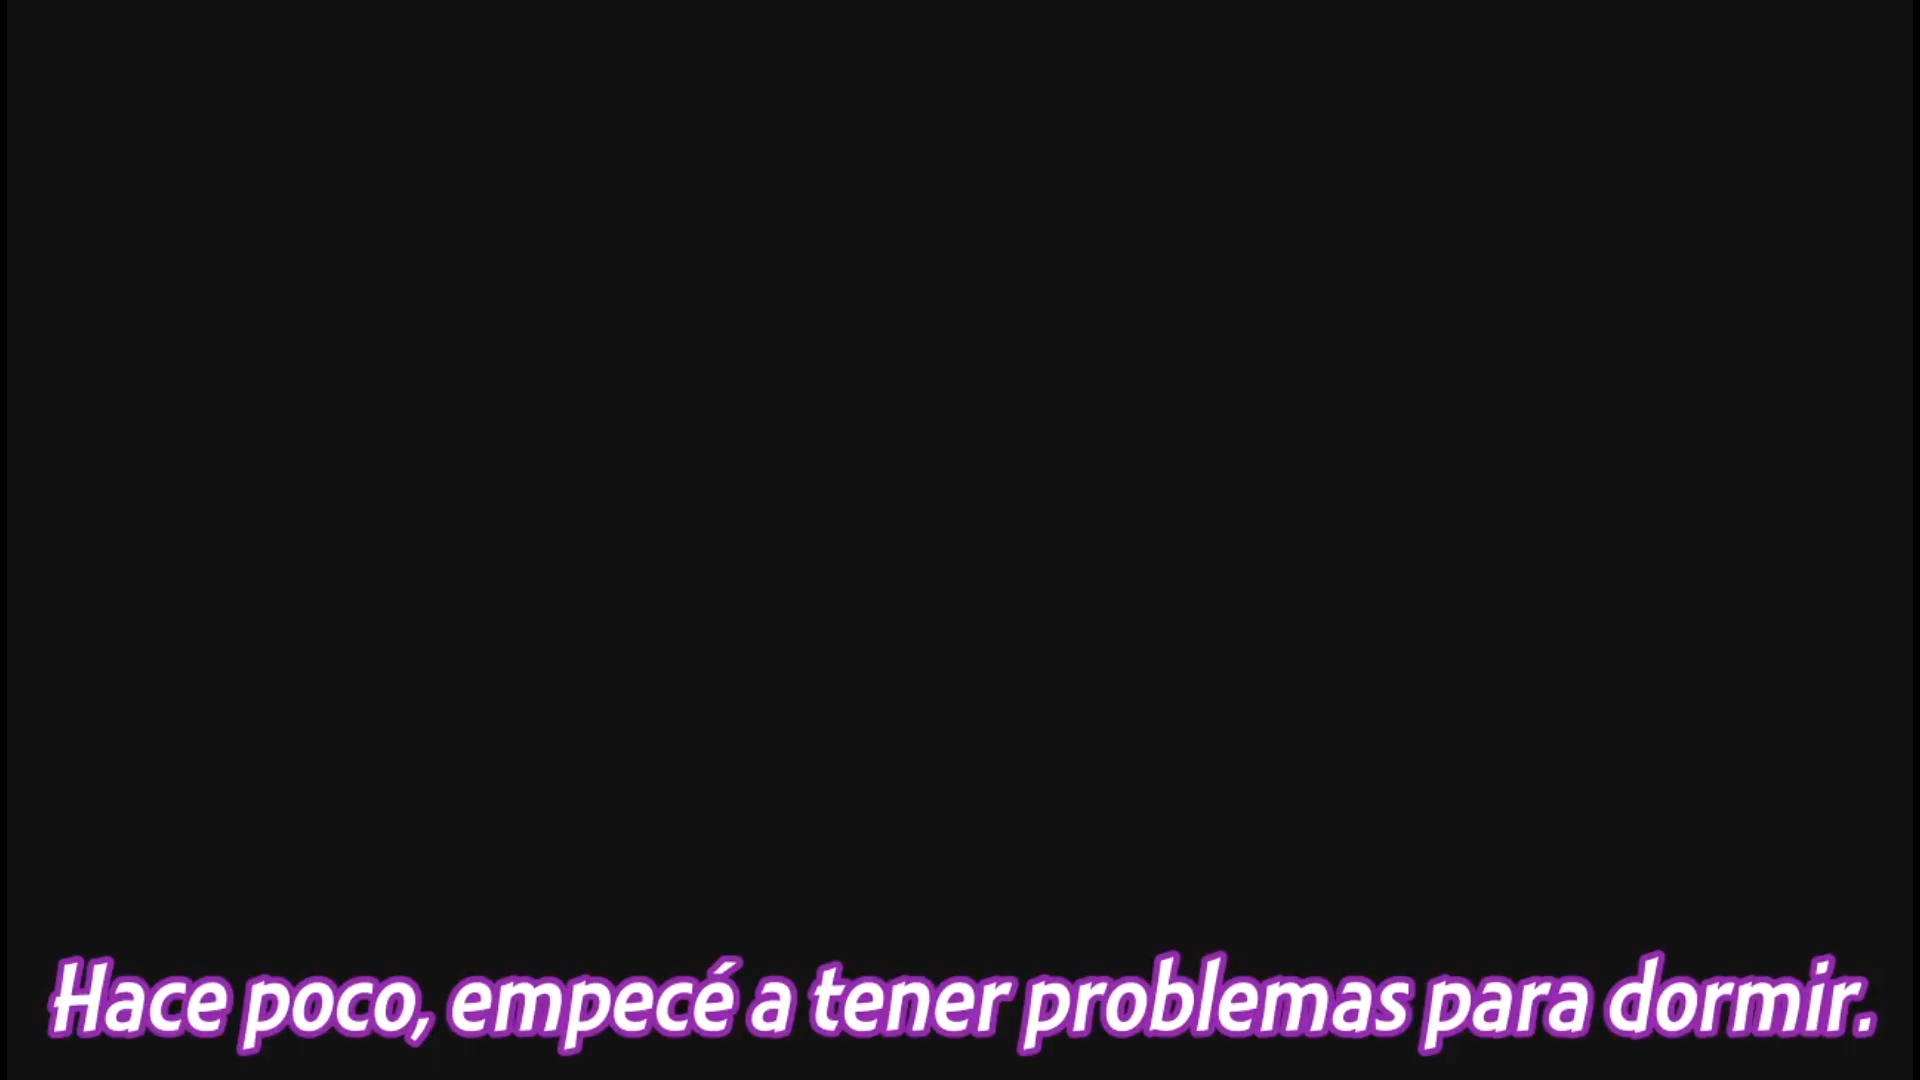 Hace poco, empecé a tener problemas para dormir.